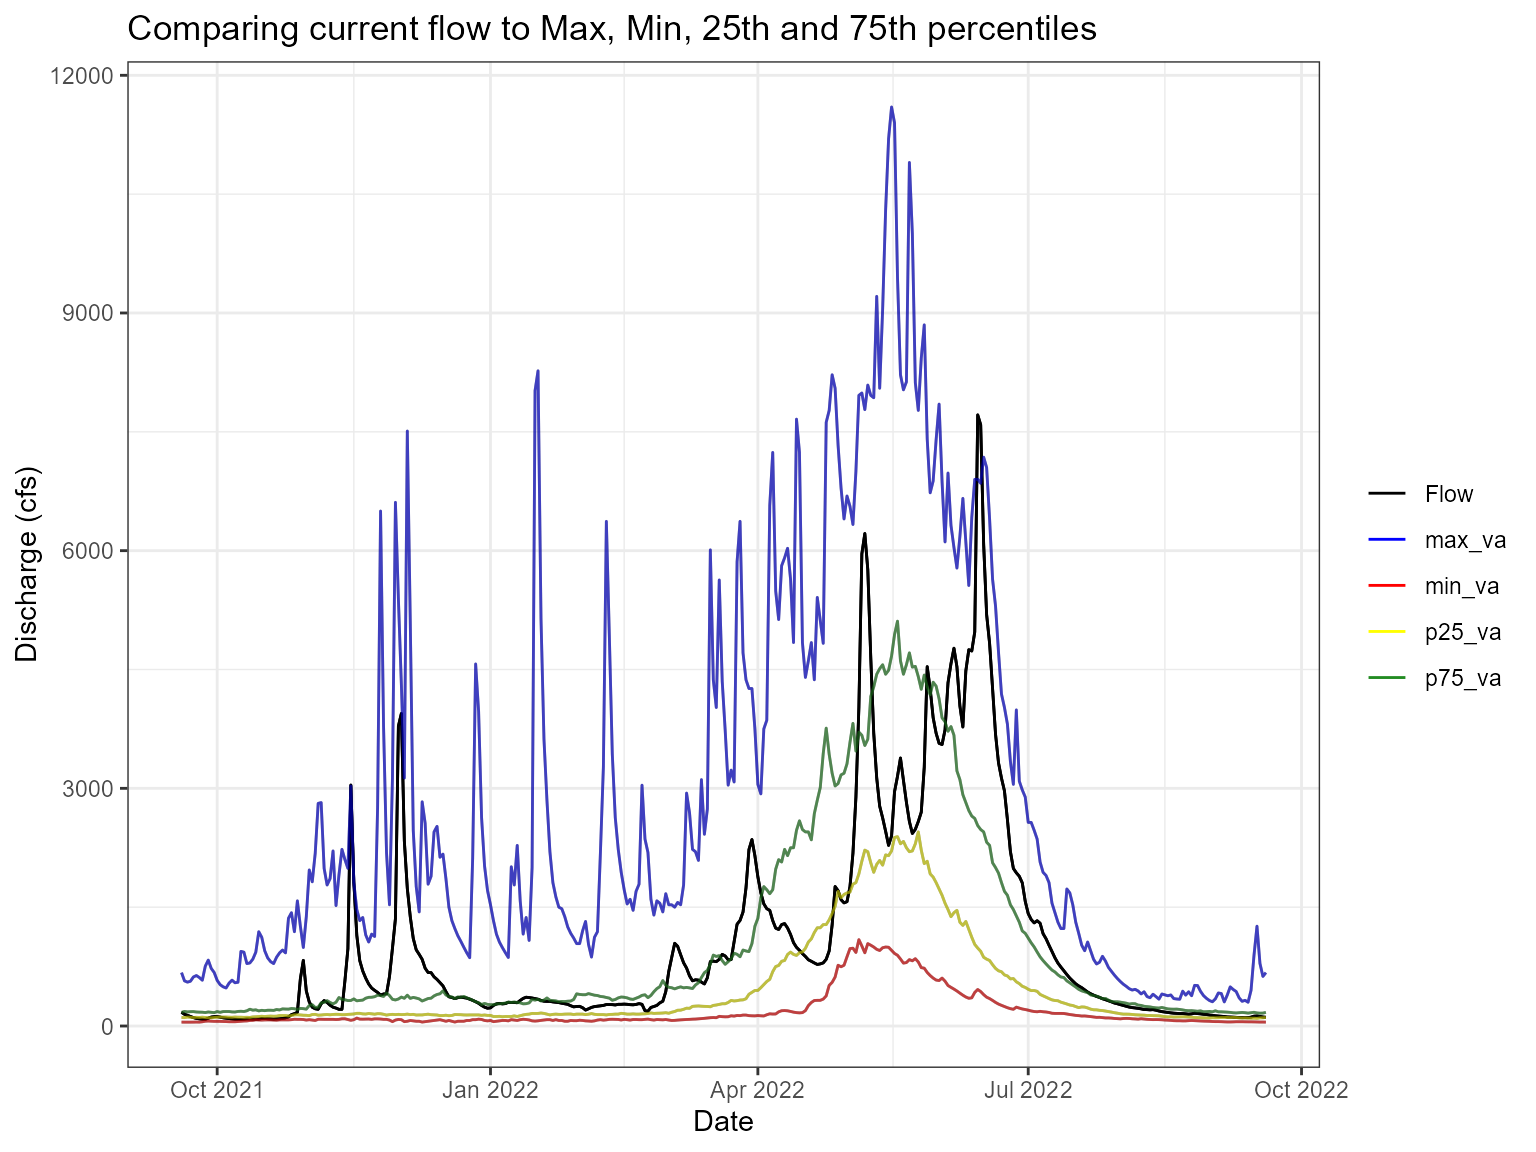 Comparing current flow to Max, Min, 25th and 75th percentiles
12000
9000
6000
3000
0
Discharge (cfs)
Oct 2021
Jan 2022
Apr 2022
Jul 2022
Oct 2022
Date
Flow
max_va
min_va
p25_va
p75_va